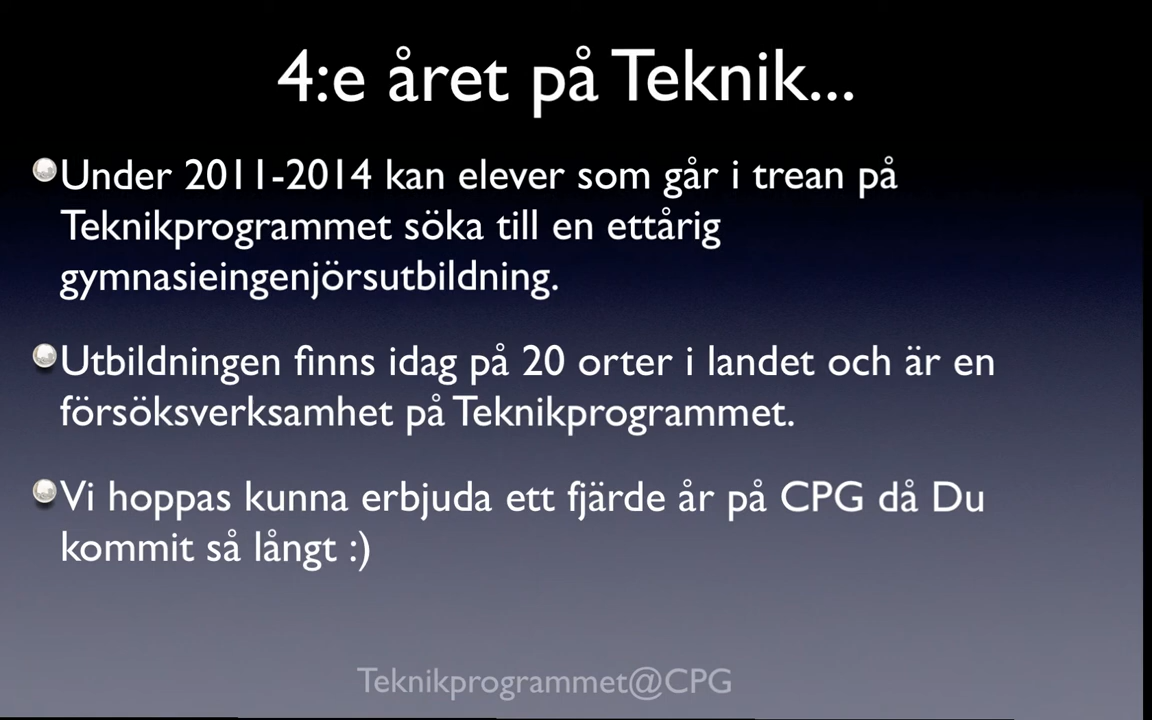 4:e året på Teknik...
Under 2011-2014 kan elever som går i trean på
Teknikprogrammet söka till en ettårig
gymnasieingenjörsutbildning.
Utbildningen finns idag på 20 orter i landet och är en
försöksverksamhet på Teknikprogrammet.
Vi hoppas kunna erbjuda ett fjärde år på CPG då Du
kommit så långt :)
Teknikprogrammet@CPG